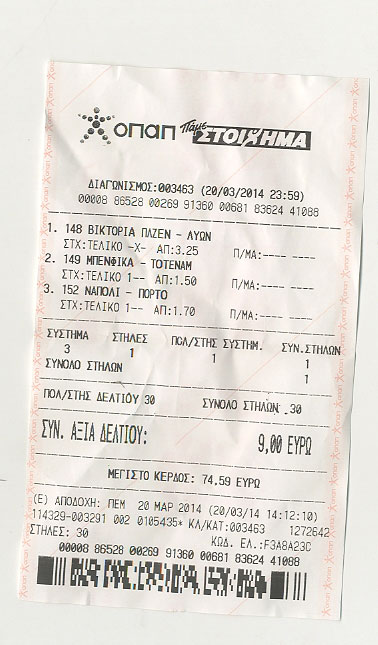 οπαπ Πάμε ΣΤΟΙΧΗΜΑ
ΔΙΑΓΩΝΙΣΜΟΣ:003463 (20/03/2014 23:59)
00008 86528 00269 91360 00681 83624 41088
1. 148 ΒΙΚΤΟΡΙΑ ΠΛΖΕΝ - ΛΥΩΝ
ΣΤΧ:ΤΕΛΙΚΟ -Χ- ΑΠ:3.25 Π/ΜΑ:---- ----
2. 149 ΜΠΕΝΦΙΚΑ - ΤΟΤΕΝΑΜ
ΣΤΧ:ΤΕΛΙΚΟ 1-- ΑΠ:1.50 Π/ΜΑ:---- ----
3. 152 ΝΑΠΟΛΙ - ΠΟΡΤΟ
ΣΤΧ:ΤΕΛΙΚΟ 1-- ΑΠ:1.70 Π/ΜΑ:---- ----
ΣΥΣΤΗΜΑ ΣΤΗΛΕΣ ΠΟΛ/ΣΤΗΣ ΣΥΣΤΗΜ. ΣΥΝ.ΣΤΗΛΩΝ
3 1 1 1
ΣΥΝΟΛΟ ΣΤΗΛΩΝ 1
ΠΟΛ/ΣΤΗΣ ΔΕΛΤΙΟΥ 30 ΣΥΝΟΛΟ ΣΤΗΛΩΝ 30
ΣΥΝ. ΑΞΙΑ ΔΕΛΤΙΟΥ: 9,00 ΕΥΡΩ
ΜΕΓΙΣΤΟ ΚΕΡΔΟΣ: 74.59 ΕΥΡΩ
(Ε) ΑΠΟΔΟΧΗ: ΠΕΜ 20 ΜΑΡ 2014 (20/03/14 14:12:10)
114329-003291 002 0105435* ΚΛ/ΚΑΤ:003463 1272642
ΣΤΗΛΕΣ: 30 ΚΩΔ. ΕΛ.:F3A8A23C
00008 86528 00269 91360 00681 83624 41088